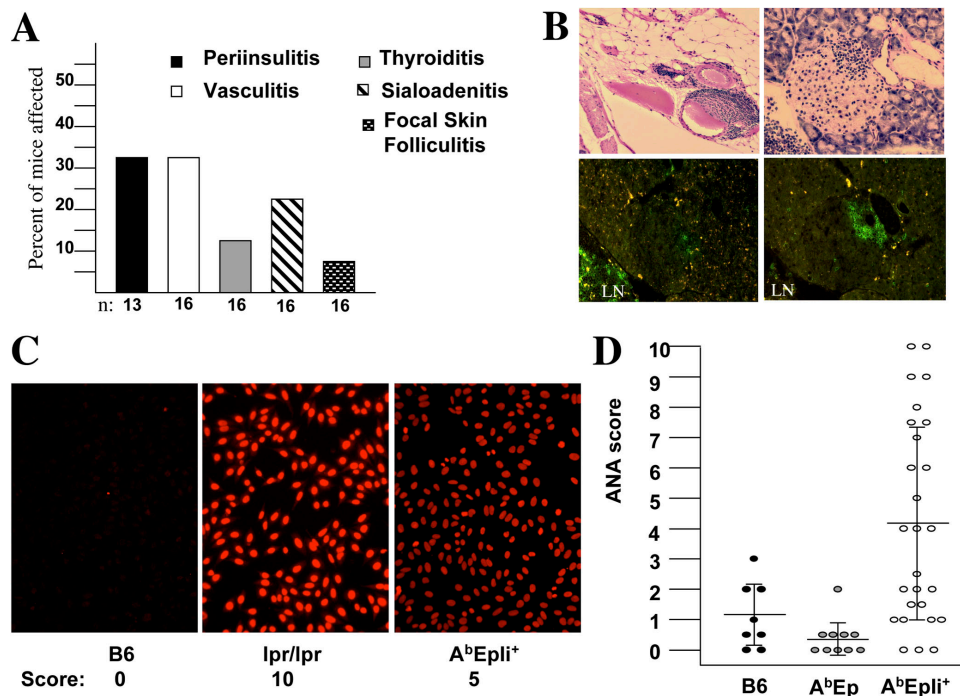 A
Percent of mice affected
50
40
30
20
10
Periinsulitis
Vasculitis
Thyroiditis
Sialoadenitis
Focal Skin
Folliculitis
n: 13 16 16 16 16
B
LN
LN
C
B6 lpr/lpr AᵇEpIi⁺
Score: 0 10 5
D
ANA score
10
9
8
7
6
5
4
3
2
1
0
B6 AᵇEp AᵇEpIi⁺